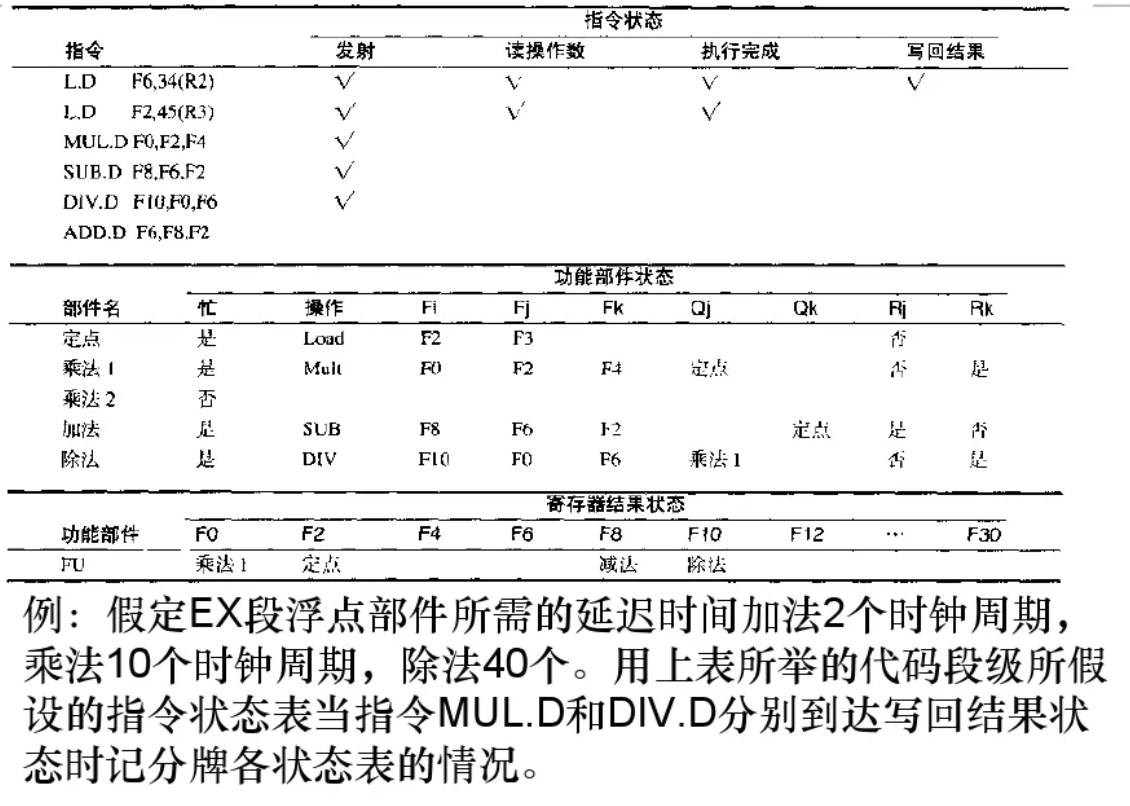 指令状态
指令 发射 读操作数 执行完成 写回结果
L.D F6,34(R2) √ √ √ √
L.D F2,45(R3) √ √ √
MUL.D F0,F2,F4 √
SUB.D F8,F6,F2 √
DIV.D F10,F0,F6 √
ADD.D F6,F8,F2
功能部件状态
部件名 忙 操作 Fi Fj Fk Qj Qk Rj Rk
定点 是 Load F2 F3 否
乘法1 是 Mult F0 F2 F4 定点 否 是
乘法2 否
加法 是 SUB F8 F6 F2 定点 是 否
除法 是 DIV F10 F0 F6 乘法1 否 是
寄存器结果状态
功能部件 F0 F2 F4 F6 F8 F10 F12 … F30
FU 乘法1 定点 减法 除法
例：假定EX段浮点部件所需的延迟时间加法2个时钟周期，
乘法10个时钟周期，除法40个。用上表所举的代码段级所假
设的指令状态表当指令MUL.D和DIV.D分别到达写回结果状
态时记分牌各状态表的情况。